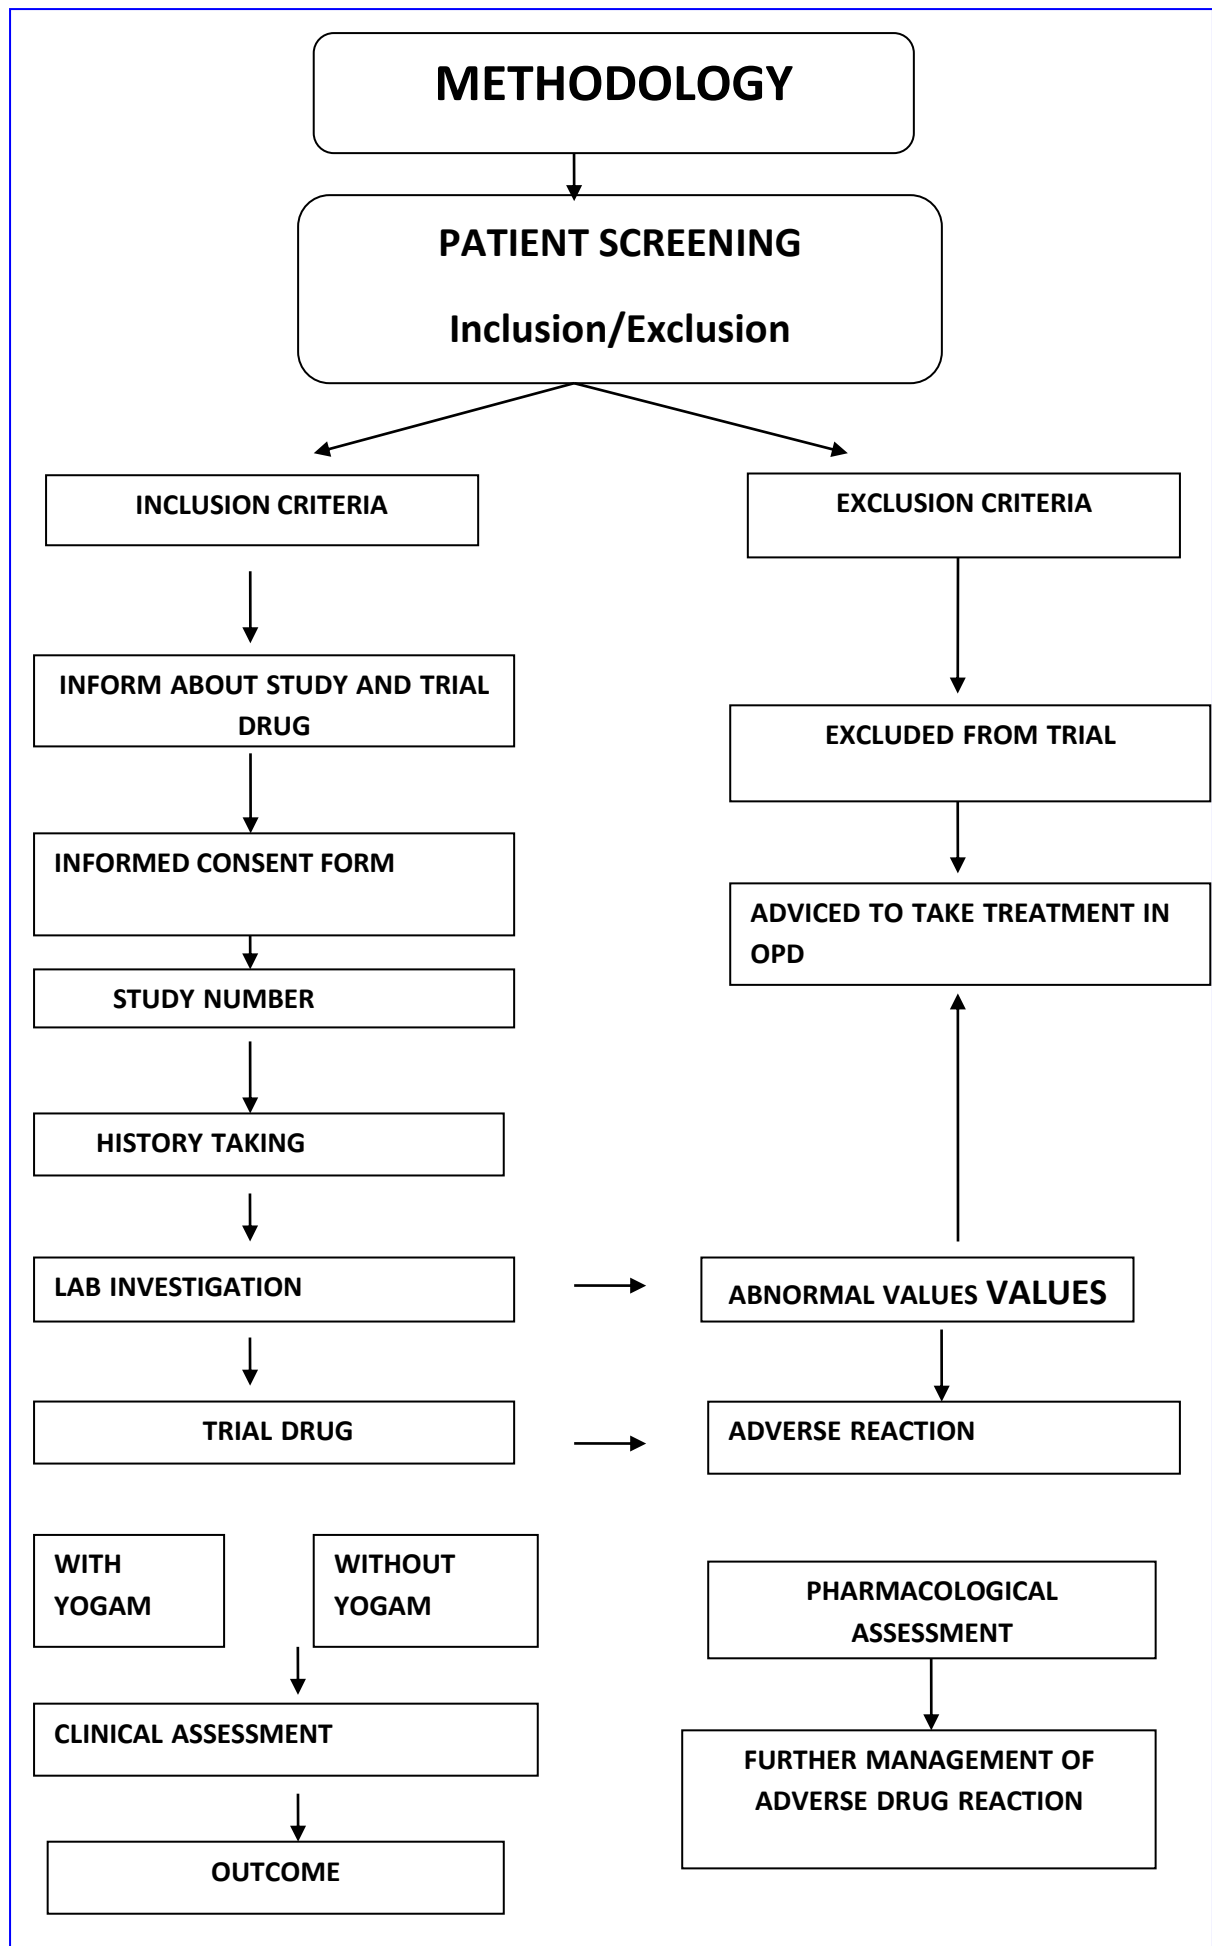 METHODOLOGY
PATIENT SCREENING
Inclusion/Exclusion
INCLUSION CRITERIA
EXCLUSION CRITERIA
INFORM ABOUT STUDY AND TRIAL
DRUG
EXCLUDED FROM TRIAL
INFORMED CONSENT FORM
ADVICED TO TAKE TREATMENT IN
OPD
STUDY NUMBER
HISTORY TAKING
LAB INVESTIGATION
ABNORMAL VALUES VALUES
TRIAL DRUG
ADVERSE REACTION
WITH
YOGAM
WITHOUT
YOGAM
PHARMACOLOGICAL
ASSESSMENT
CLINICAL ASSESSMENT
FURTHER MANAGEMENT OF
ADVERSE DRUG REACTION
OUTCOME